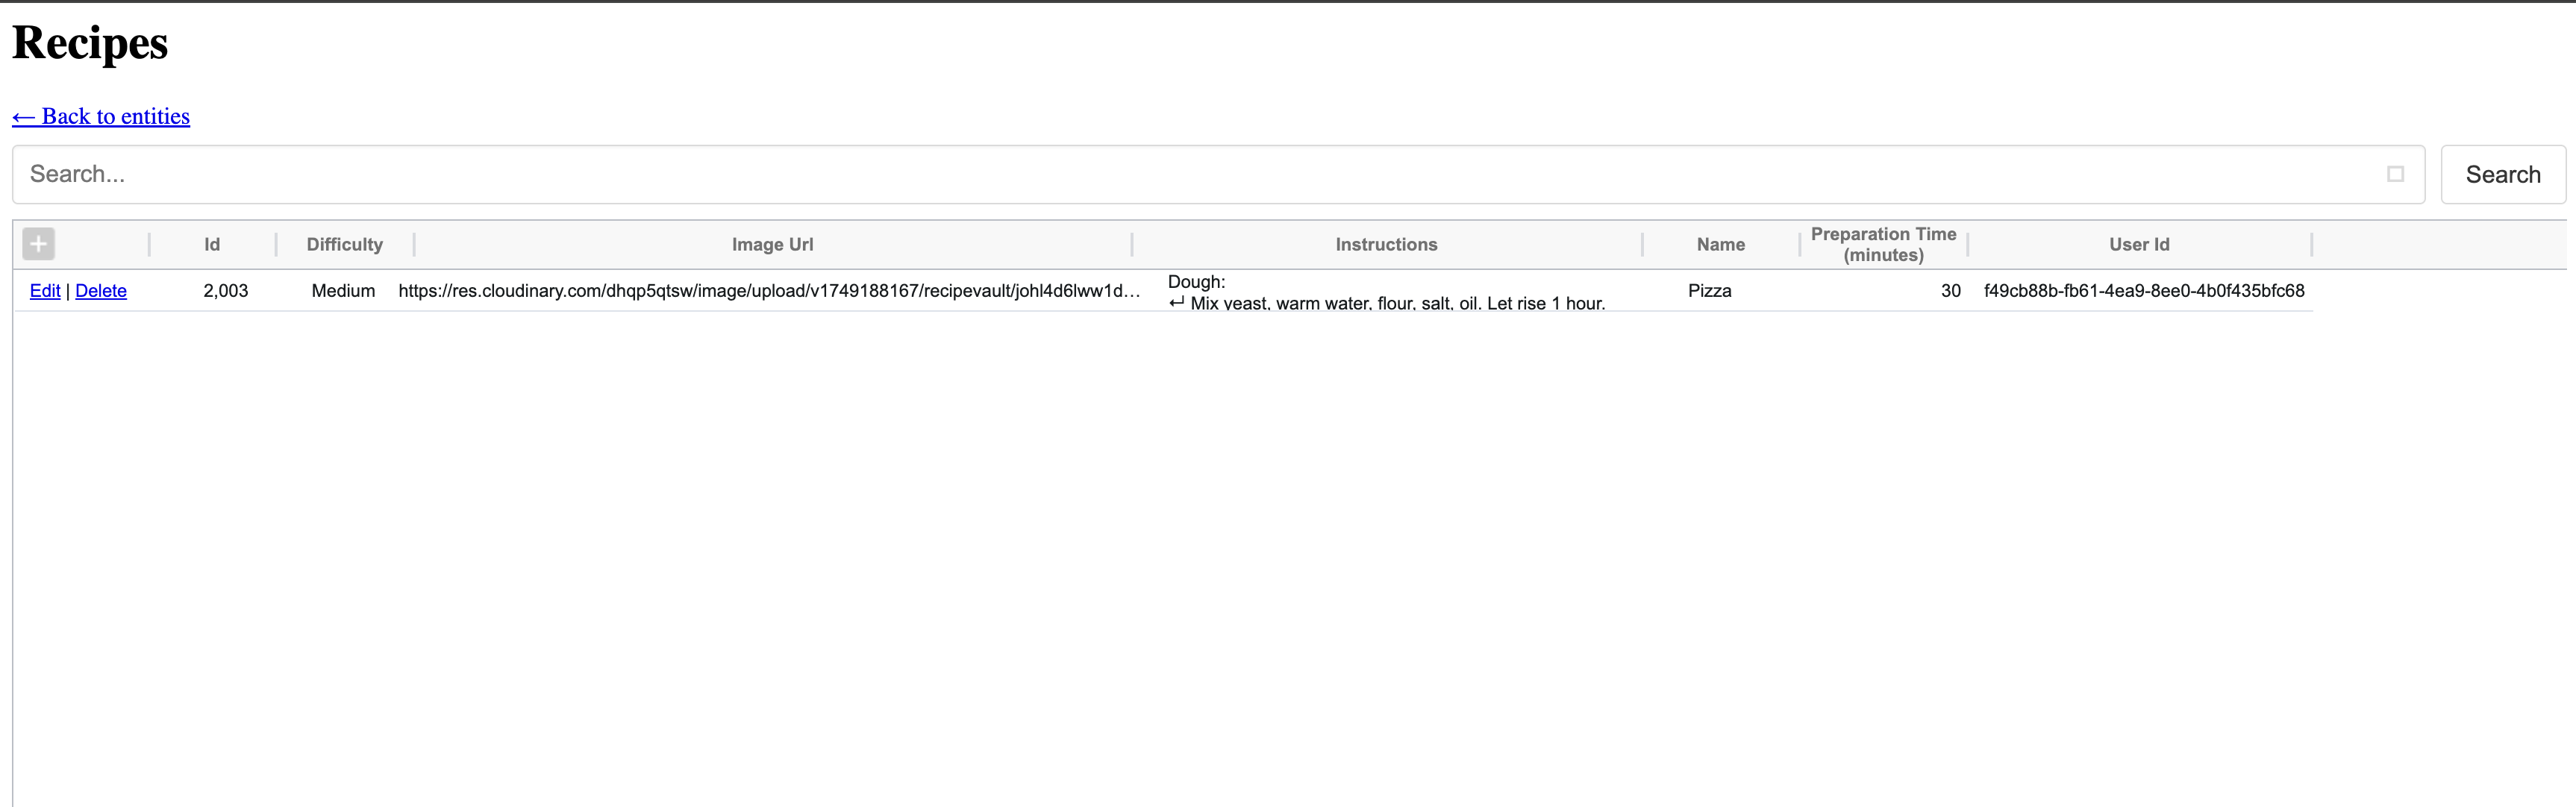 Recipes
← Back to entities
Search...
Search
Id
Difficulty
Image Url
Instructions
Name
Preparation Time
(minutes)
User Id
Edit | Delete
2,003
Medium
https://res.cloudinary.com/dhqp5qtsw/image/upload/v1749188167/recipevault/johl4d6lww1d…
Dough:
↵ Mix yeast, warm water, flour, salt, oil. Let rise 1 hour.
Pizza
30
f49cb88b-fb61-4ea9-8ee0-4b0f435bfc68